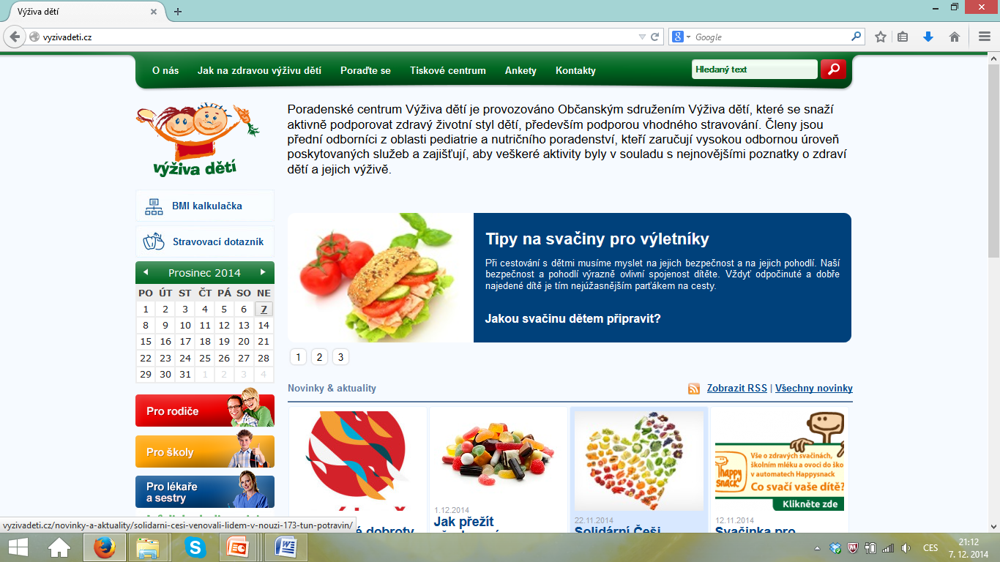 Výživa dětí
vyzivadeti.cz
Google
O nás
Jak na zdravou výživu dětí
Poraďte se
Tiskové centrum
Ankety
Kontakty
Hledaný text
výživa dětí
Poradenské centrum Výživa dětí je provozováno Občanským sdružením Výživa dětí, které se snaží
aktivně podporovat zdravý životní styl dětí, především podporou vhodného stravování. Členy jsou
přední odborníci z oblasti pediatrie a nutričního poradenství, kteří zaručují vysokou odbornou úroveň
poskytovaných služeb a zajišťují, aby veškeré aktivity byly v souladu s nejnovějšími poznatky o zdraví
dětí a jejich výživě.
BMI kalkulačka
Stravovací dotazník
Prosinec 2014
PO ÚT ST ČT PÁ SO NE
1 2 3 4 5 6 7
8 9 10 11 12 13 14
15 16 17 18 19 20 21
22 23 24 25 26 27 28
29 30 31 1 2 3 4
Pro rodiče
Pro školy
Pro lékaře
a sestry
Tipy na svačiny pro výletníky
Při cestování s dětmi musíme myslet na jejich bezpečnost a na jejich pohodlí. Naší
bezpečnost a pohodlí výrazně ovlivní spojenost dítěte. Vždyť odpočinuté a dobře
najedené dítě je tím nejúžasnějším parťákem na cesty.
Jakou svačinu dětem připravit?
1 2 3
Novinky & aktuality
Zobrazit RSS | Všechny novinky
dobroty
1.12.2014
Jak přežít
22.11.2014
Solidární Češi
Vše o zdravých svačinách,
školním mléku a ovoci do ško
v automatech Happysnack
Co svačí vaše dítě?
happy
snack
Klikněte zde
12.11.2014
Svačinka pro
vyzivadeti.cz/novinky-a-aktuality/solidarni-cesi-venovali-lidem-v-nouzi-173-tun-potravin/
CES
21:12
7. 12. 2014